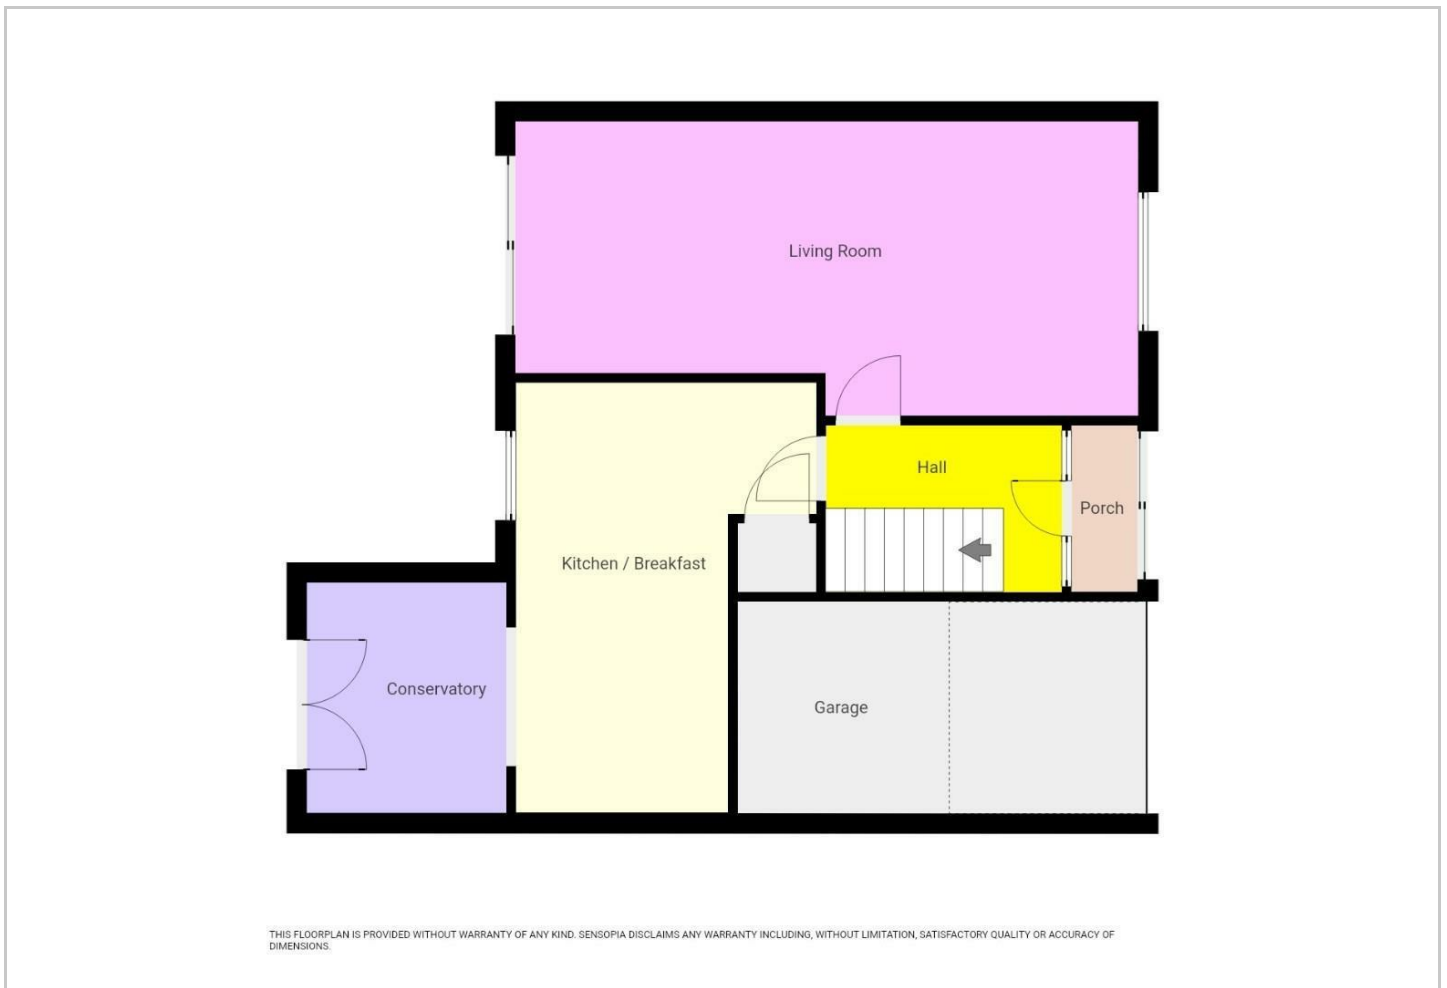 Living Room
Hall
Porch
Kitchen / Breakfast
Conservatory
Garage
THIS FLOORPLAN IS PROVIDED WITHOUT WARRANTY OF ANY KIND. SENSOPIA DISCLAIMS ANY WARRANTY INCLUDING, WITHOUT LIMITATION, SATISFACTORY QUALITY OR ACCURACY OF
DIMENSIONS.